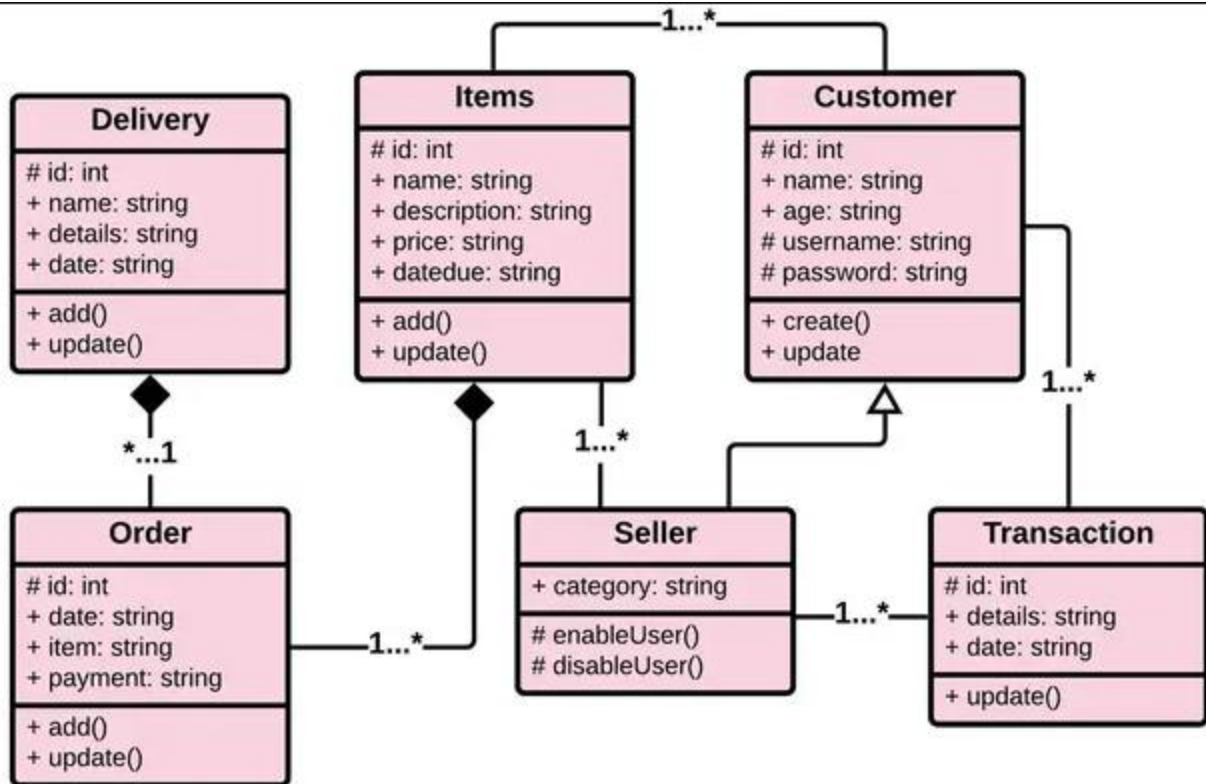 1...*
Delivery
# id: int
+ name: string
+ details: string
+ date: string
+ add()
+ update()
Items
# id: int
+ name: string
+ description: string
+ price: string
+ datedue: string
+ add()
+ update()
Customer
# id: int
+ name: string
+ age: string
# username: string
# password: string
+ create()
+ update
*...1
1...*
1...*
Order
# id: int
+ date: string
+ item: string
+ payment: string
+ add()
+ update()
1...*
Seller
+ category: string
# enableUser()
# disableUser()
1...*
Transaction
# id: int
+ details: string
+ date: string
+ update()